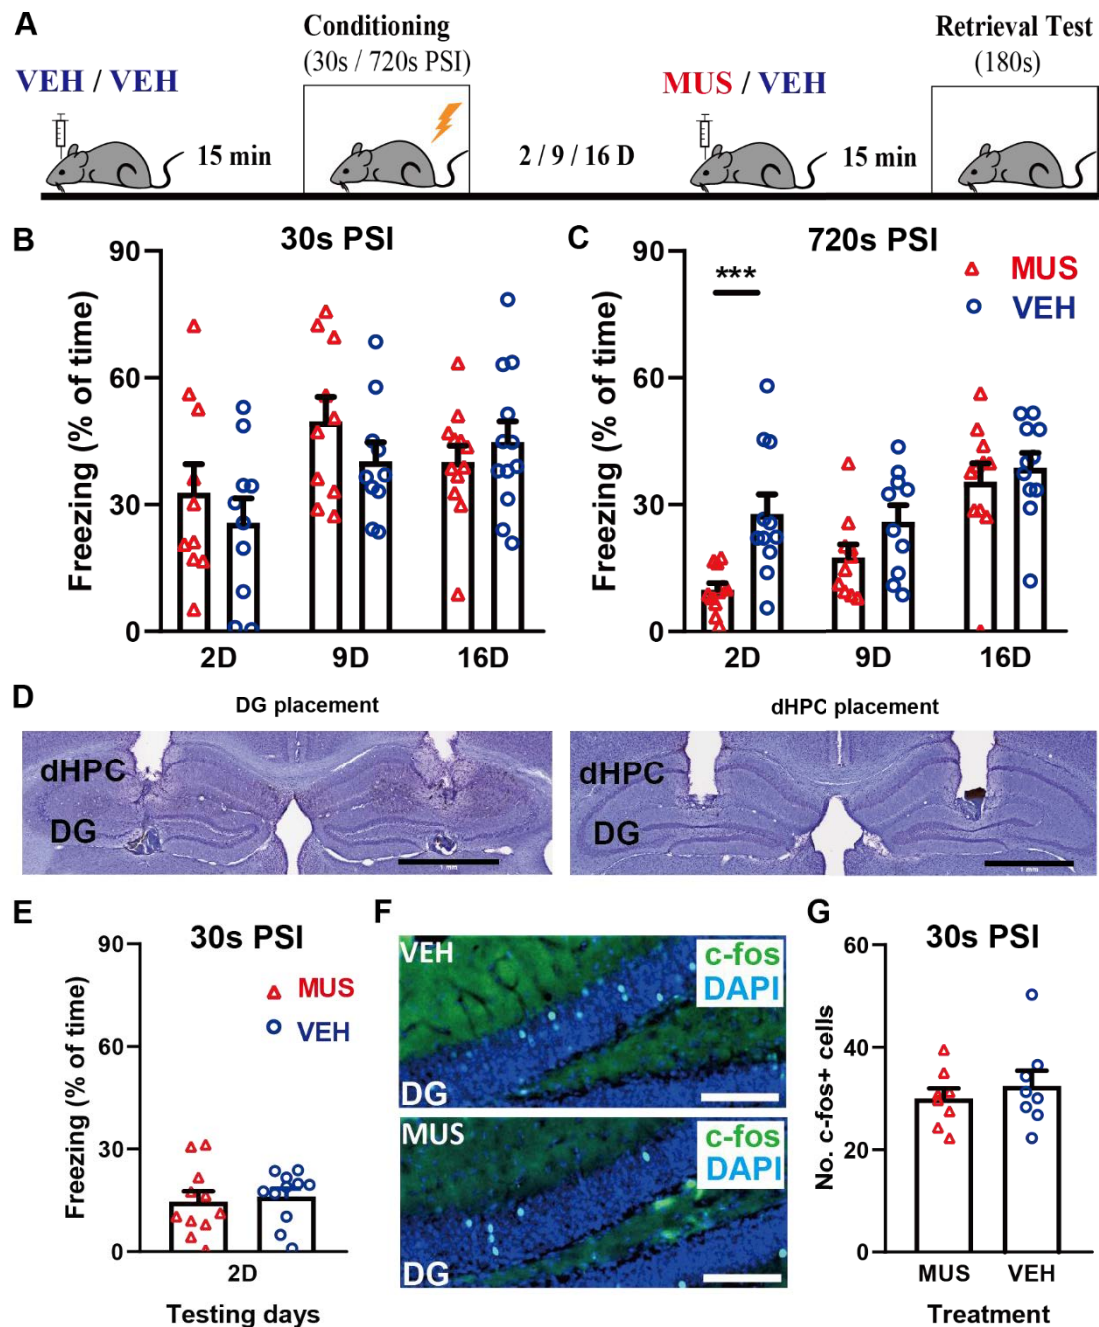 A
Conditioning
(30s / 720s PSI)
Retrieval Test
(180s)
VEH / VEH
MUS / VEH
15 min
2 / 9 / 16 D
15 min
B
30s PSI
Freezing (% of time)
90
60
30
0
2D
9D
16D
C
720s PSI
***
MUS
VEH
Freezing (% of time)
90
60
30
0
2D
9D
16D
D
DG placement
dHPC
DG
1 mm
dHPC placement
dHPC
DG
1 mm
E
30s PSI
MUS
VEH
Freezing (% of time)
90
60
30
0
2D
Testing days
F
VEH
c-fos
DAPI
DG
MUS
c-fos
DAPI
DG
G
30s PSI
No. c-fos+ cells
60
40
20
0
MUS
VEH
Treatment